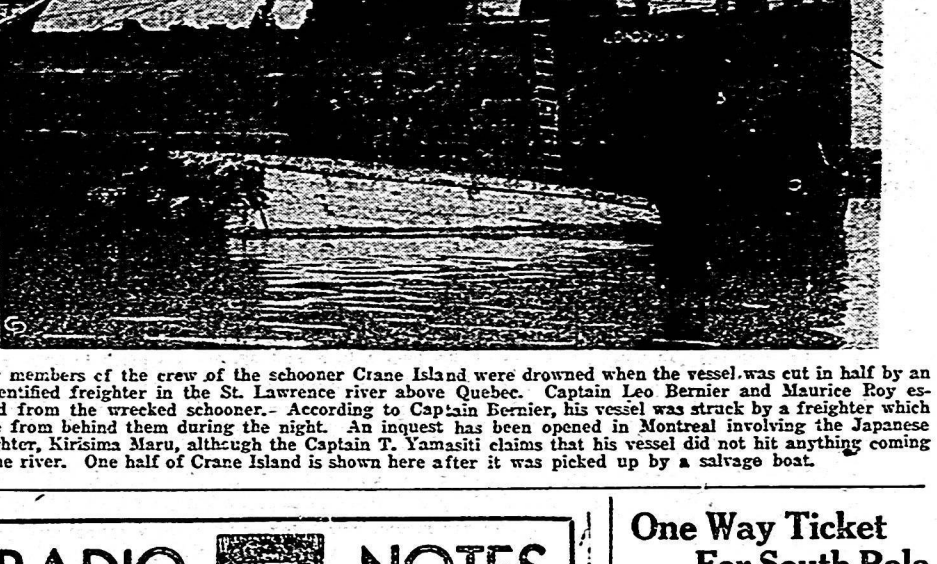 members of the crew of the schooner Crane Island were drowned when the vessel was cut in half by an
entified freighter in the St. Lawrence river above Quebec. Captain Leo Bernier and Maurice Roy es-
d from the wrecked schooner.- According to Captain Bernier, his vessel was struck by a freighter which
from behind them during the night. An inquest has been opened in Montreal involving the Japanese
ghter, Kirisima Maru, although the Captain T. Yamasiti claims that his vessel did not hit anything coming
ne river. One half of Crane Island is shown here after it was picked up by a salvage boat.
RADIO NOTES
One Way Ticket
For South Pole